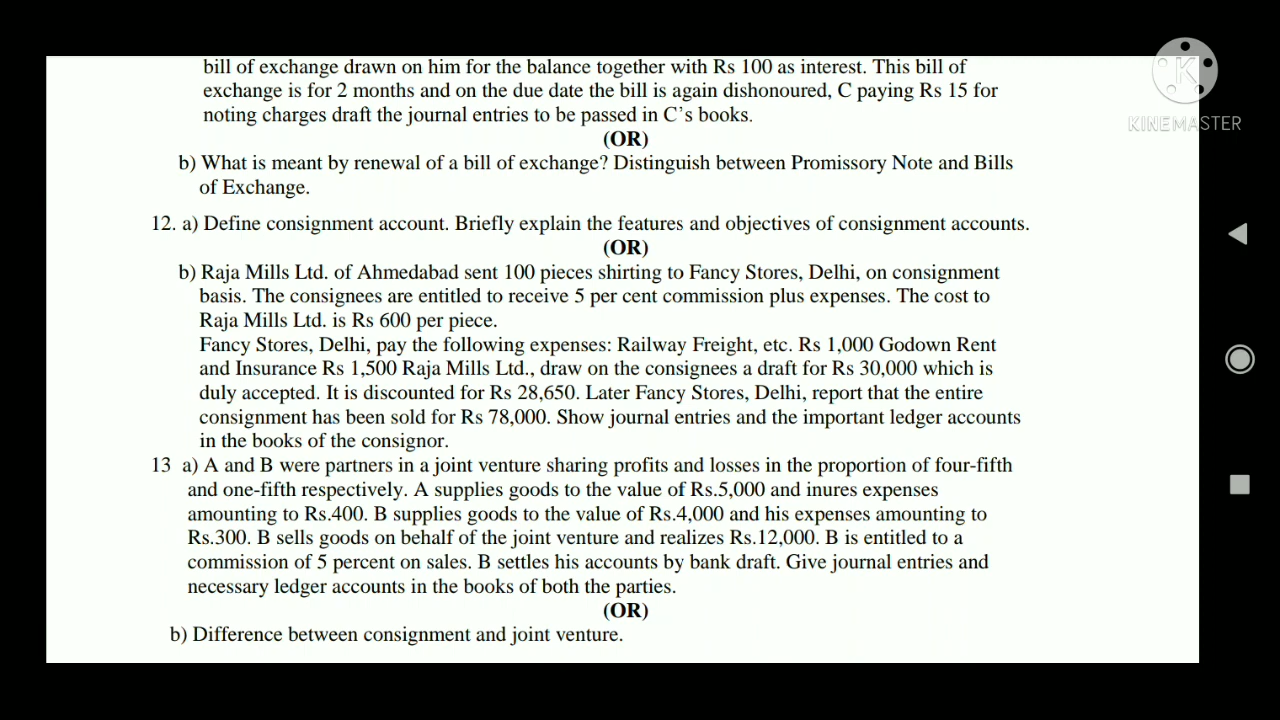 bill of exchange drawn on him for the balance together with Rs 100 as interest. This bill of
exchange is for 2 months and on the due date the bill is again dishonoured, C paying Rs 15 for
noting charges draft the journal entries to be passed in C's books.
(OR)
b) What is meant by renewal of a bill of exchange? Distinguish between Promissory Note and Bills
of Exchange.
12. a) Define consignment account. Briefly explain the features and objectives of consignment accounts.
(OR)
b) Raja Mills Ltd. of Ahmedabad sent 100 pieces shirting to Fancy Stores, Delhi, on consignment
basis. The consignees are entitled to receive 5 per cent commission plus expenses. The cost to
Raja Mills Ltd. is Rs 600 per piece.
Fancy Stores, Delhi, pay the following expenses: Railway Freight, etc. Rs 1,000 Godown Rent
and Insurance Rs 1,500 Raja Mills Ltd., draw on the consignees a draft for Rs 30,000 which is
duly accepted. It is discounted for Rs 28,650. Later Fancy Stores, Delhi, report that the entire
consignment has been sold for Rs 78,000. Show journal entries and the important ledger accounts
in the books of the consignor.
13 a) A and B were partners in a joint venture sharing profits and losses in the proportion of four-fifth
and one-fifth respectively. A supplies goods to the value of Rs.5,000 and inures expenses
amounting to Rs.400. B supplies goods to the value of Rs.4,000 and his expenses amounting to
Rs.300. B sells goods on behalf of the joint venture and realizes Rs.12,000. B is entitled to a
commission of 5 percent on sales. B settles his accounts by bank draft. Give journal entries and
necessary ledger accounts in the books of both the parties.
(OR)
b) Difference between consignment and joint venture.
K
KINEMASTER